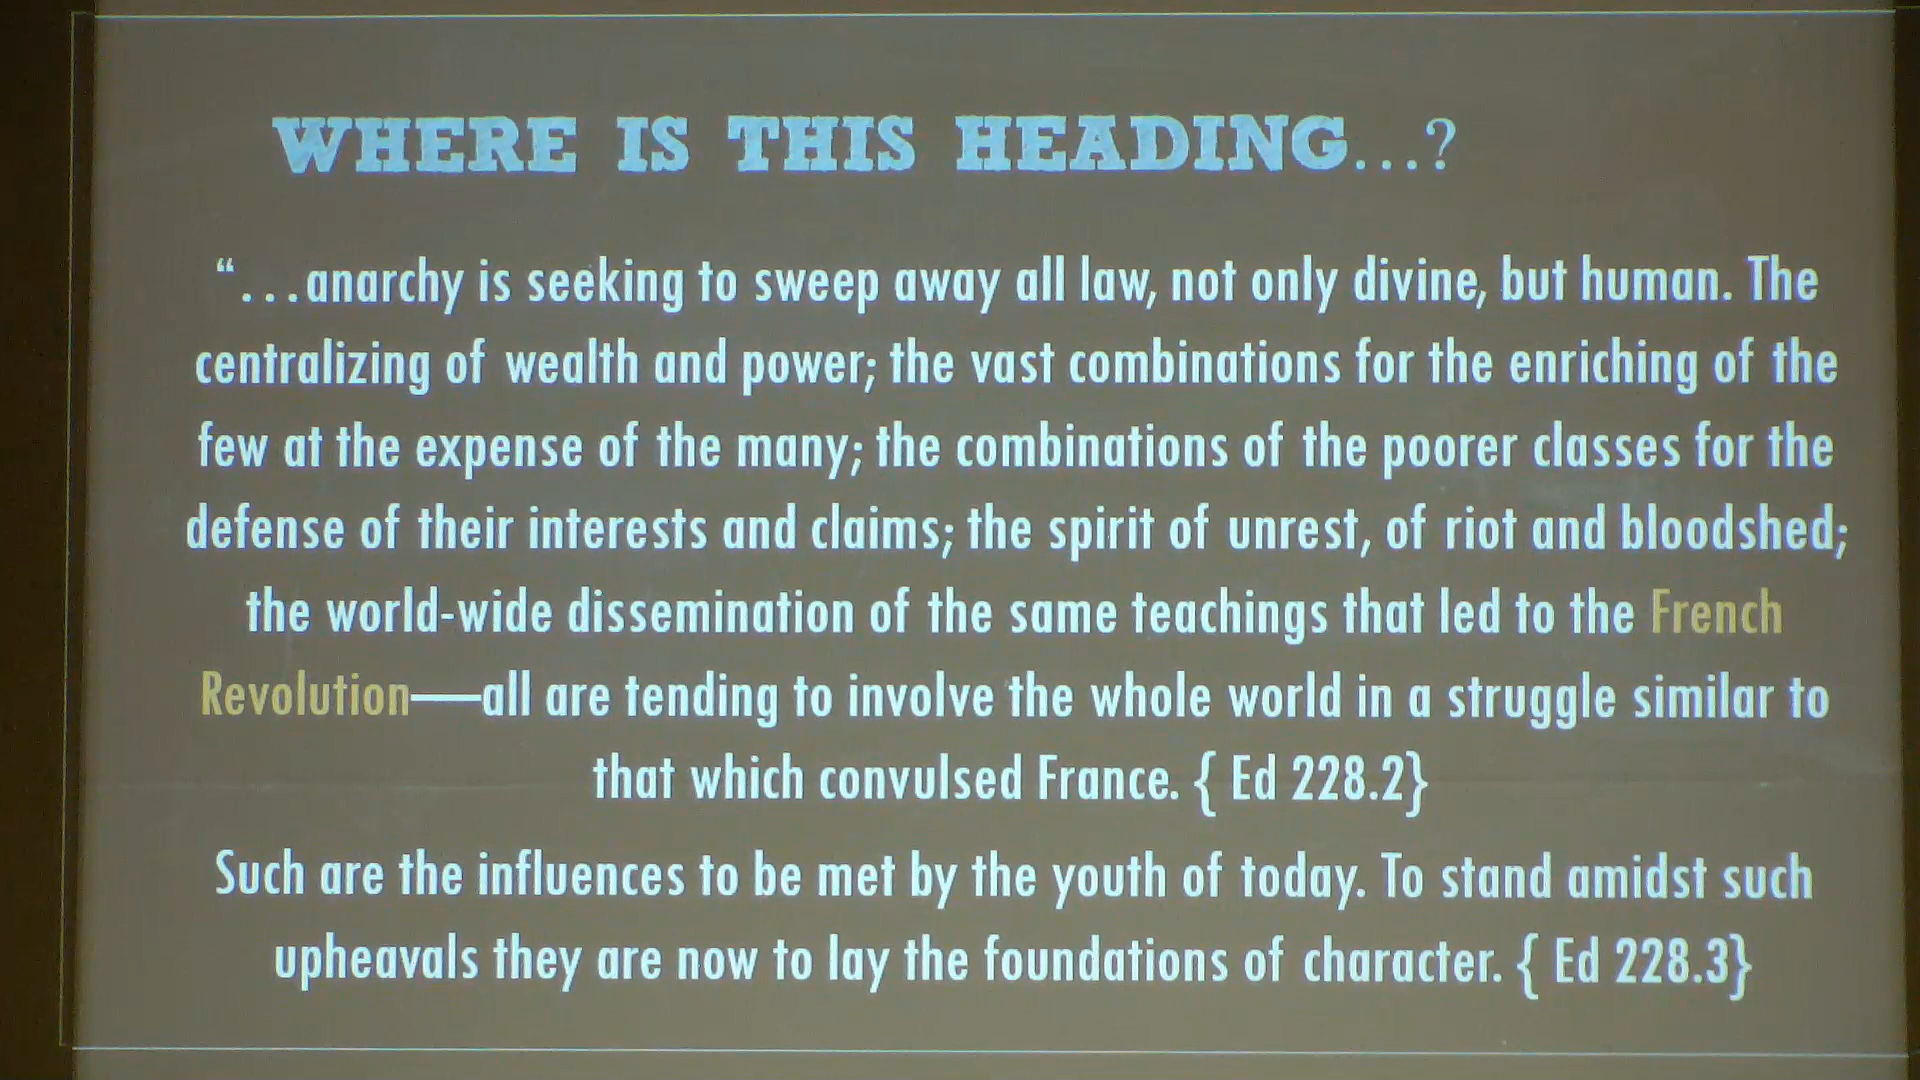 WHERE IS THIS HEADING...?
“...anarchy is seeking to sweep away all law, not only divine, but human. The
centralizing of wealth and power; the vast combinations for the enriching of the
few at the expense of the many; the combinations of the poorer classes for the
defense of their interests and claims; the spirit of unrest, of riot and bloodshed;
the world-wide dissemination of the same teachings that led to the French
Revolution—all are tending to involve the whole world in a struggle similar to
that which convulsed France. { Ed 228.2}
Such are the influences to be met by the youth of today. To stand amidst such
upheavals they are now to lay the foundations of character. { Ed 228.3}